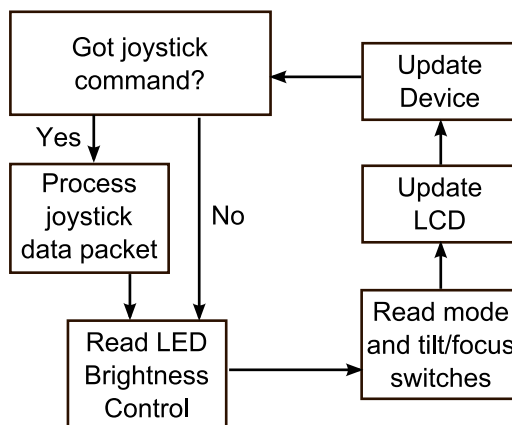 Got joystick
command?
Yes
No
Process
joystick
data packet
Read LED
Brightness
Control
Read mode
and tilt/focus
switches
Update
LCD
Update
Device